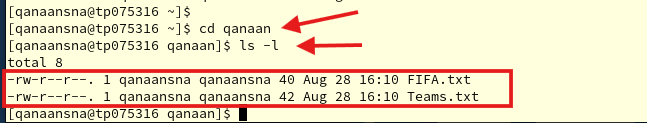 [qanaansna@tp075316 ~]$
[qanaansna@tp075316 ~]$ cd qanaan
[qanaansna@tp075316 qanaan]$ ls -l
total 8
-rw-r--r--. 1 qanaansna qanaansna 40 Aug 28 16:10 FIFA.txt
-rw-r--r--. 1 qanaansna qanaansna 42 Aug 28 16:10 Teams.txt
[qanaansna@tp075316 qanaan]$